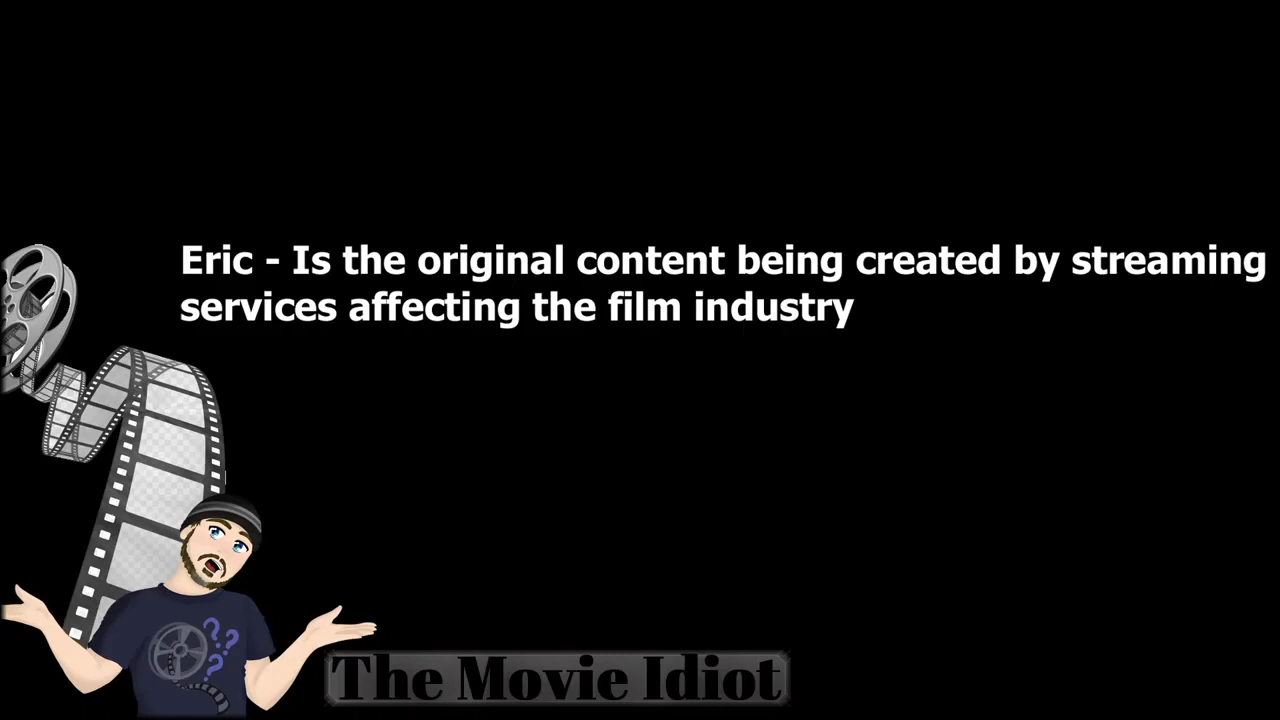 Eric - Is the original content being created by streaming
services affecting the film industry
???
The Movie Idiot